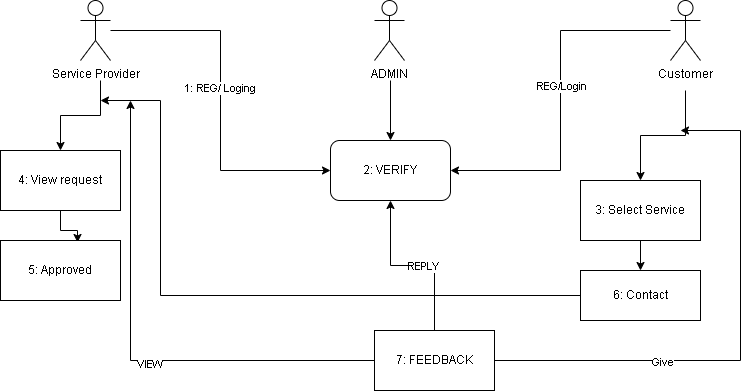 Service Provider
ADMIN
Customer
1: REG/ Loging
REG/Login
2: VERIFY
4: View request
3: Select Service
5: Approved
REPLY
6: Contact
7: FEEDBACK
VIEW
Give